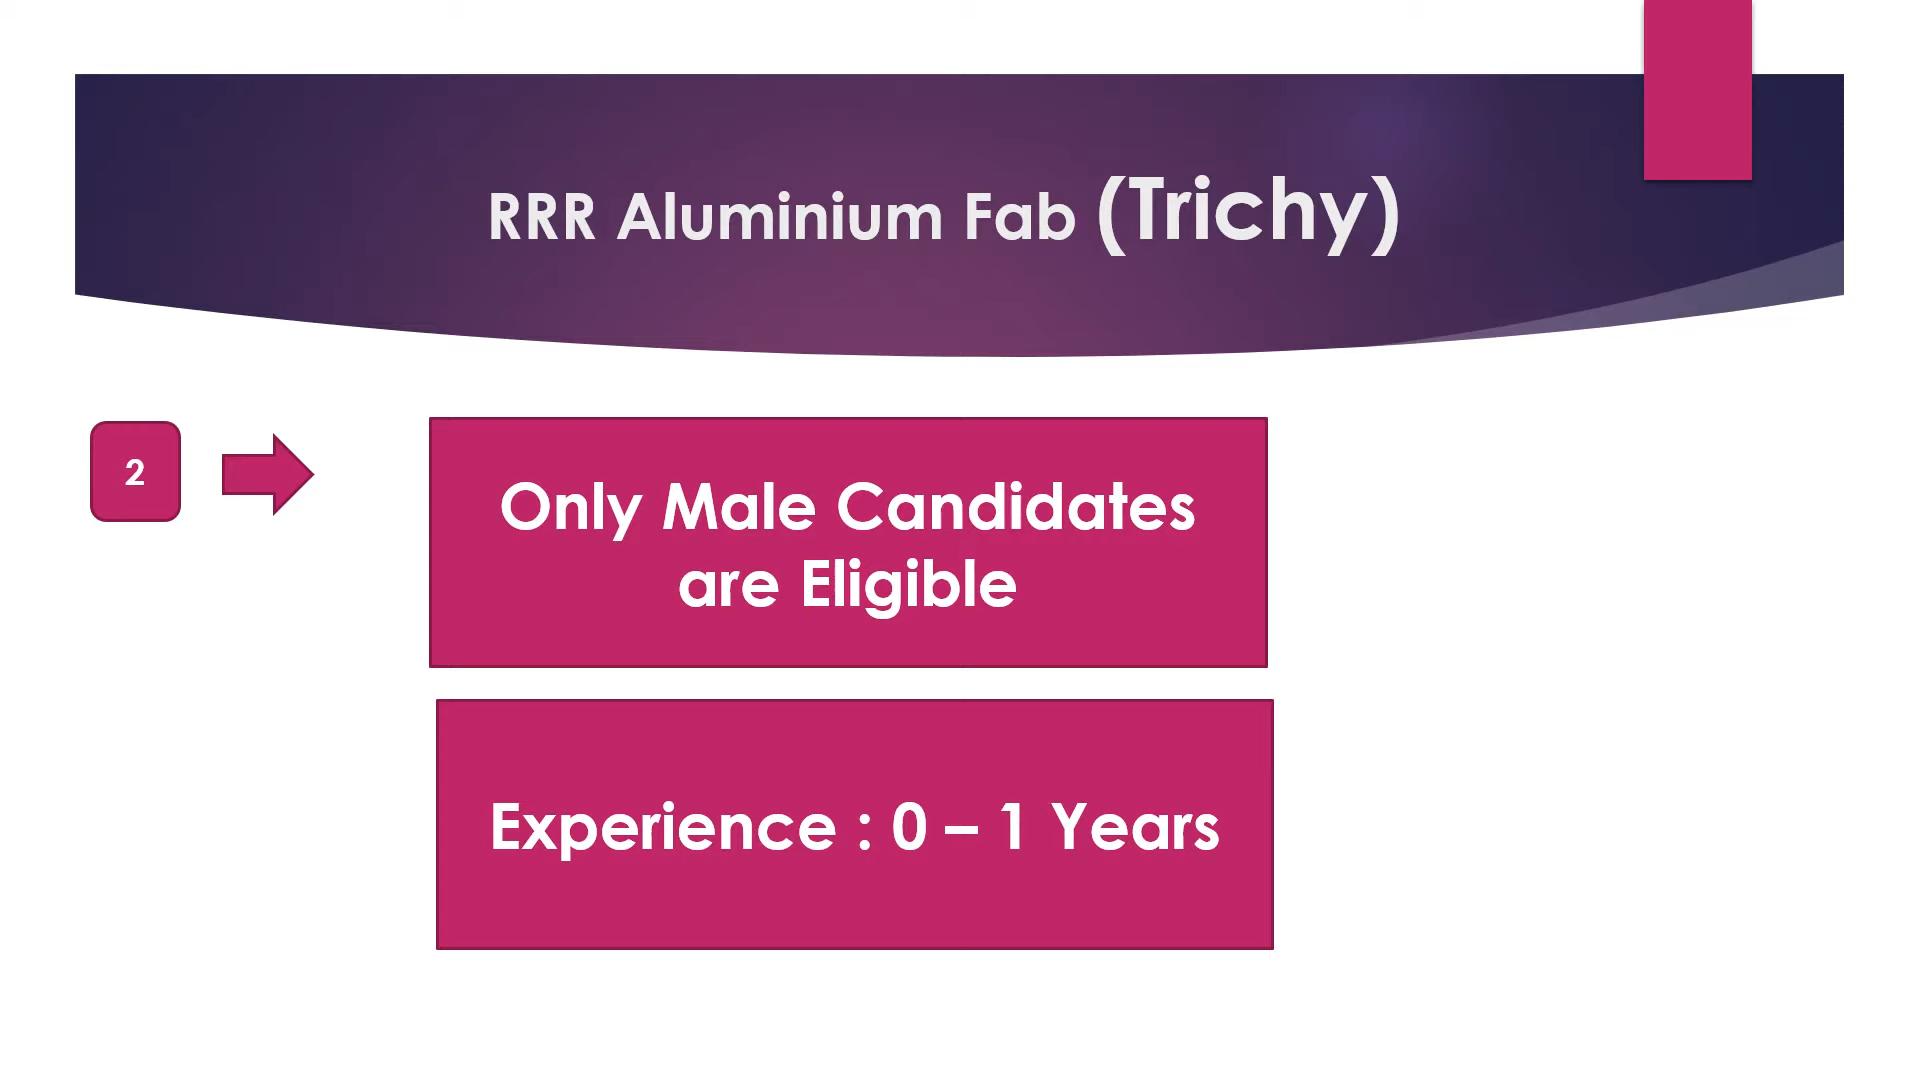 RRR Aluminium Fab (Trichy)
2
Only Male Candidates
are Eligible
Experience : 0 – 1 Years